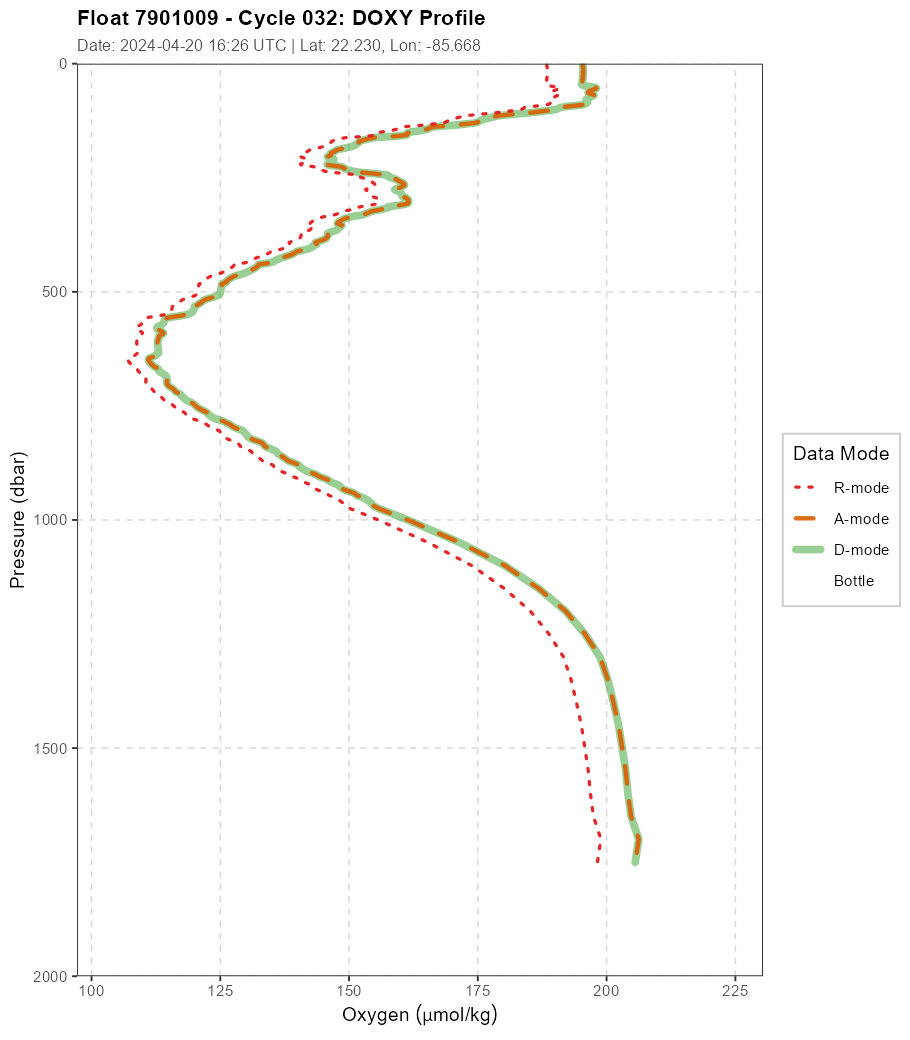 Float 7901009 - Cycle 032: DOXY Profile
Date: 2024-04-20 16:26 UTC | Lat: 22.230, Lon: -85.668
0
500
1000
1500
2000
Pressure (dbar)
100 125 150 175 200 225
Oxygen (μmol/kg)
Data Mode
R-mode
A-mode
D-mode
Bottle